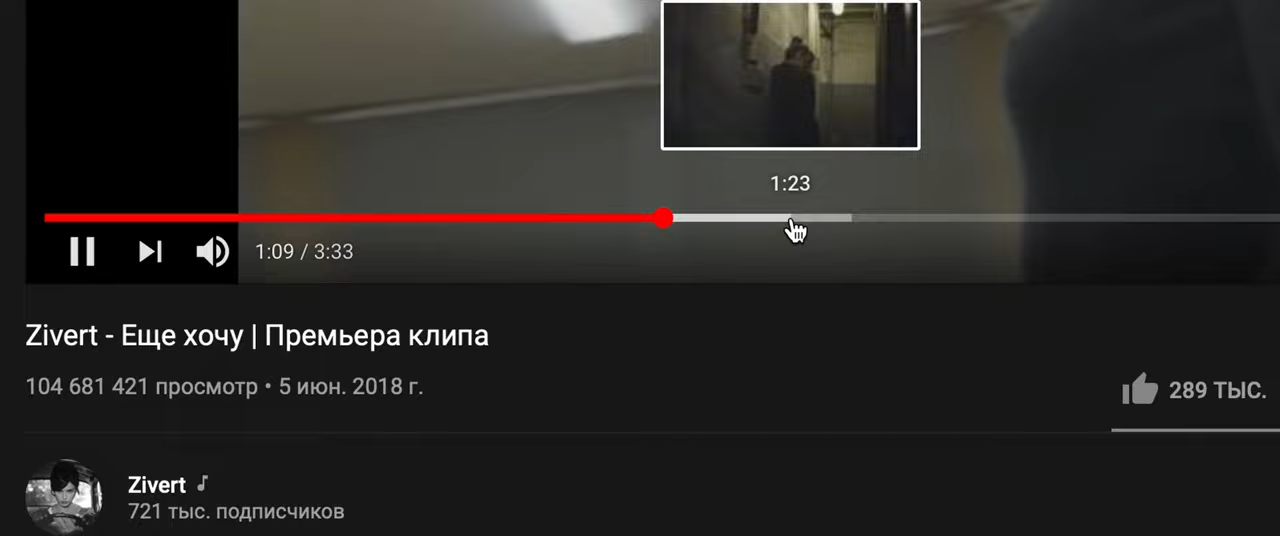 1:23
1:09 / 3:33
Zivert - Еще хочу | Премьера клипа
104 681 421 просмотр • 5 июн. 2018 г.
289 ТЫС.
Zivert
721 тыс. подписчиков